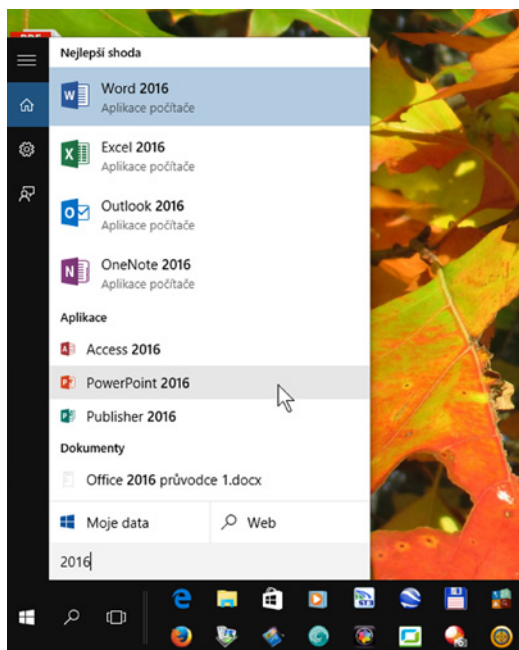 Nejlepší shoda
Word 2016
Aplikace počítače
Excel 2016
Aplikace počítače
Outlook 2016
Aplikace počítače
OneNote 2016
Aplikace počítače
Aplikace
Access 2016
PowerPoint 2016
Publisher 2016
Dokumenty
Office 2016 průvodce 1.docx
Moje data
Web
2016